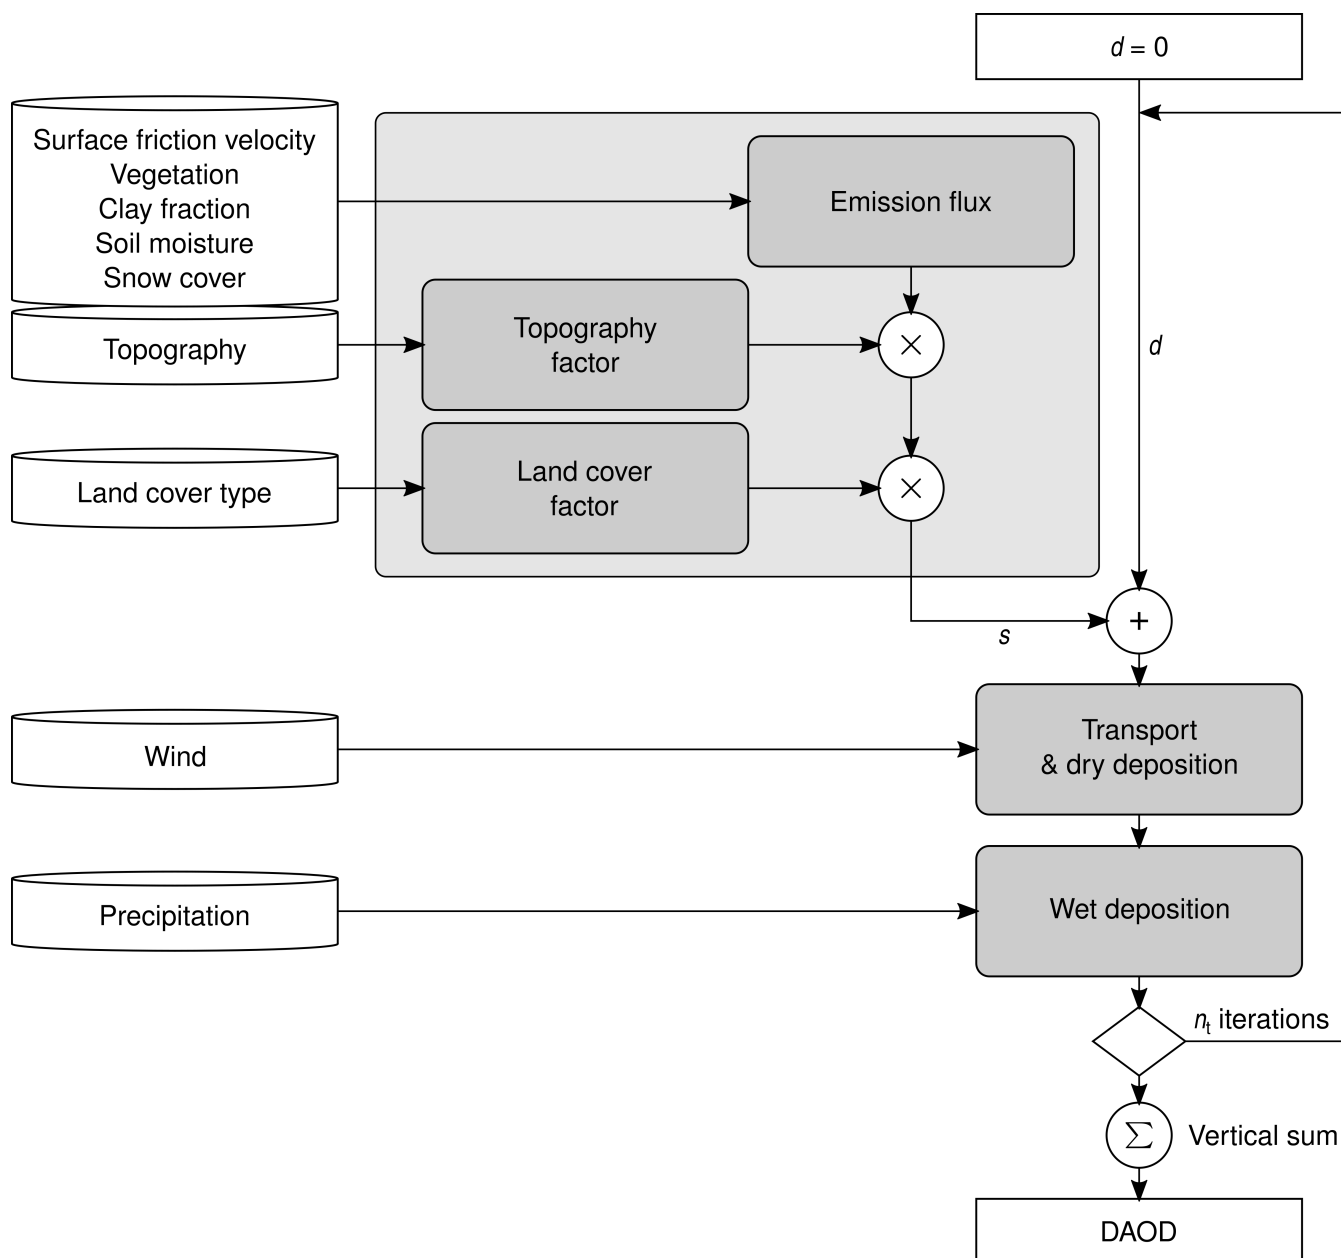 d = 0
Surface friction velocity
Vegetation
Clay fraction
Soil moisture
Snow cover
Emission flux
Topography
Topography
factor
×
d
Land cover type
Land cover
factor
×
s
+
Wind
Transport
& dry deposition
Precipitation
Wet deposition
nt iterations
Σ
Vertical sum
DAOD